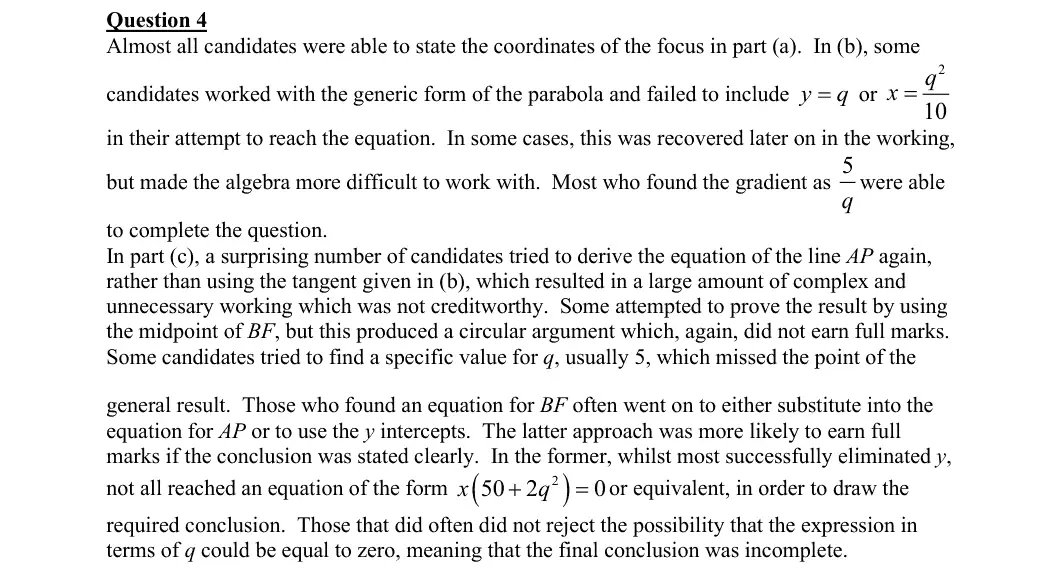 Question 4
Almost all candidates were able to state the coordinates of the focus in part (a). In (b), some
candidates worked with the generic form of the parabola and failed to include y = q or x = q²/10
in their attempt to reach the equation. In some cases, this was recovered later on in the working,
but made the algebra more difficult to work with. Most who found the gradient as 5/q were able
to complete the question.
In part (c), a surprising number of candidates tried to derive the equation of the line AP again,
rather than using the tangent given in (b), which resulted in a large amount of complex and
unnecessary working which was not creditworthy. Some attempted to prove the result by using
the midpoint of BF, but this produced a circular argument which, again, did not earn full marks.
Some candidates tried to find a specific value for q, usually 5, which missed the point of the
general result. Those who found an equation for BF often went on to either substitute into the
equation for AP or to use the y intercepts. The latter approach was more likely to earn full
marks if the conclusion was stated clearly. In the former, whilst most successfully eliminated y,
not all reached an equation of the form x(50 + 2q²) = 0 or equivalent, in order to draw the
required conclusion. Those that did often did not reject the possibility that the expression in
terms of q could be equal to zero, meaning that the final conclusion was incomplete.